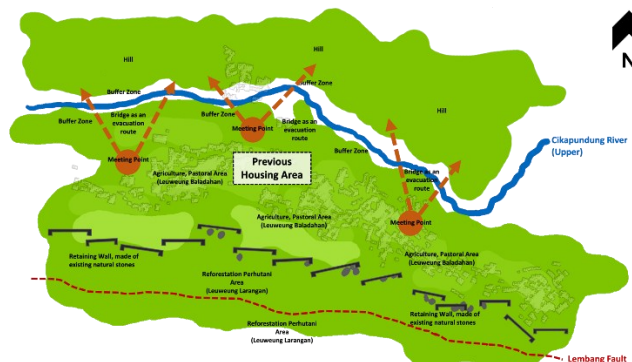 N
Hill
Hill
Buffer Zone
Hill
Buffer Zone
Bridge as an
evacuation
route
Buffer Zone
Buffer Zone
Meeting Point
Bridge as an
evacuation
route
Meeting Point
Previous
Housing Area
Buffer Zone
Cikapundung River
(Upper)
Agriculture, Pastoral Area
(Leuweung Baladahan)
Bridge as an
evacuation
route
Meeting Point
Agriculture, Pastoral Area
(Leuweung Baladahan)
Agriculture, Pastoral Area
(Leuweung Baladahan)
Retaining Wall, made of
existing natural stones
Reforestation Perhutani
Area
(Leuweung Larangan)
Retaining Wall, made of
existing natural stones
Reforestation Perhutani
Area
(Leuweung Larangan)
Lembang Fault